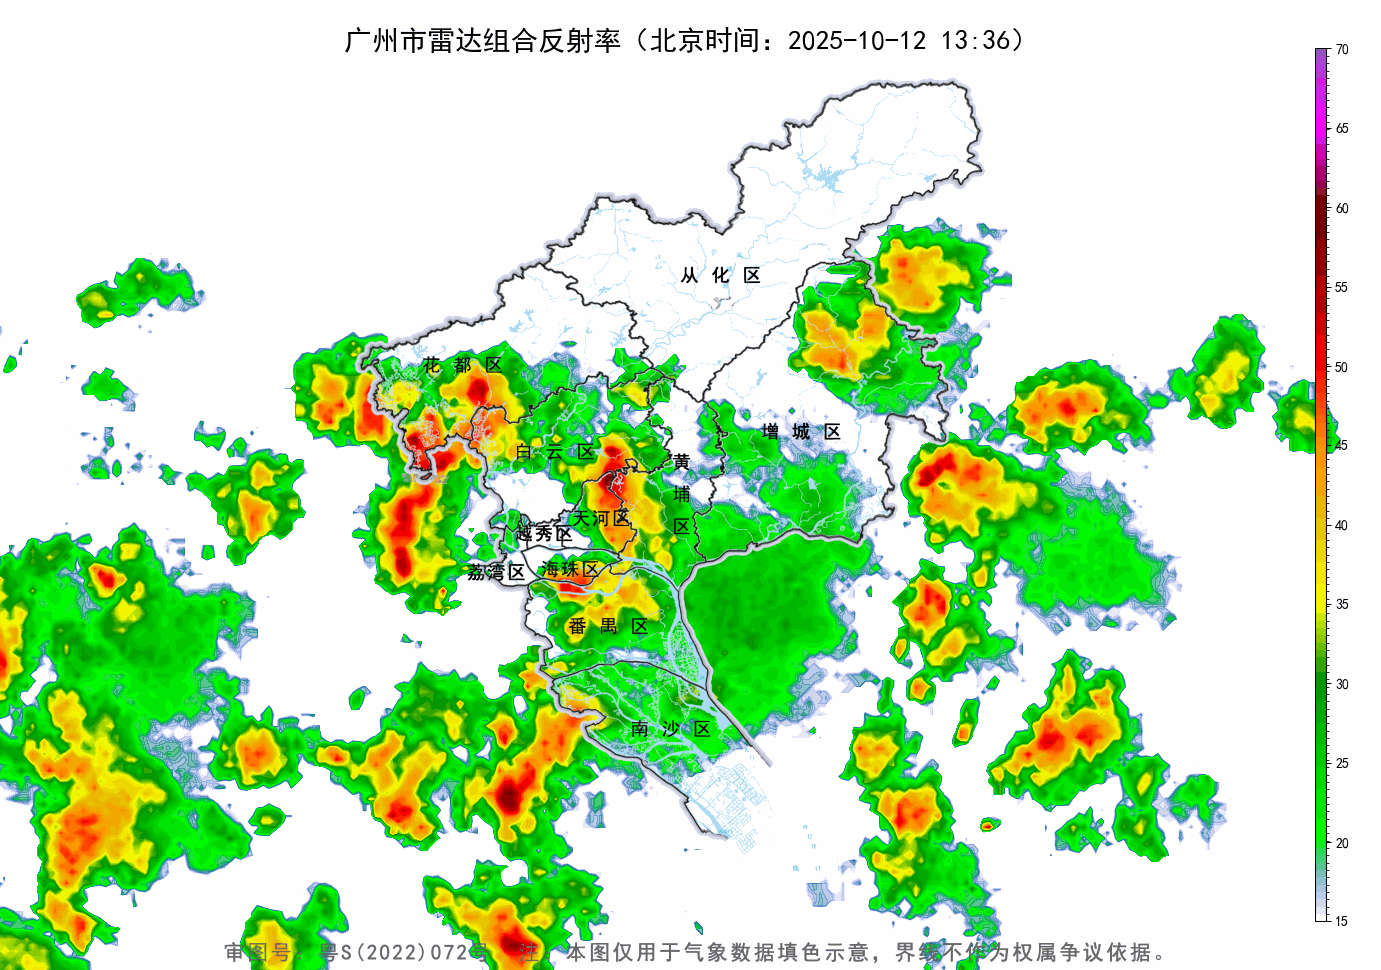 广州市雷达组合反射率（北京时间：2025-10-12 13:36）
70
65
60
55
50
45
40
35
30
25
20
15
从化区
花都区
增城区
白云区
黄埔区
天河区
越秀区
海珠区
荔湾区
番禺区
南沙区
审图号：粤S(2022)072号 注：本图仅用于气象数据填色示意，界线不作为权属争议依据。